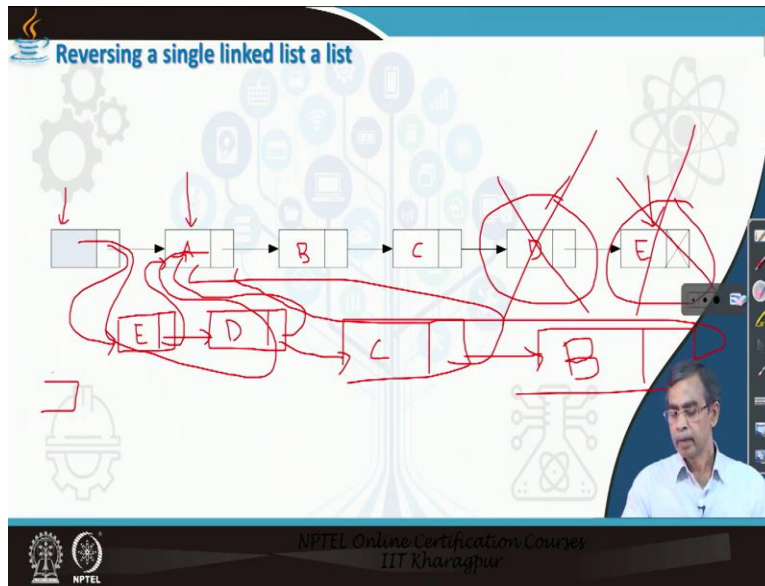 Reversing a single linked list a list
A B C D E
E D C B
NPTEL Online Certification Courses
IIT Kharagpur
NPTEL